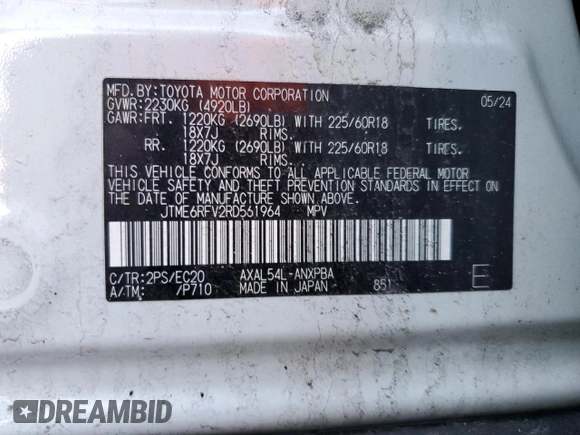 MFD.BY:TOYOTA MOTOR CORPORATION 05/24
GVWR:2230KG (4920LB)
GAWR:FRT. 1220KG (2690LB) WITH 225/60R18 TIRES.
18X7J RIMS.
RR. 1220KG (2690LB) WITH 225/60R18 TIRES.
18X7J RIMS.
THIS VEHICLE CONFORMS TO ALL APPLICABLE FEDERAL MOTOR
VEHICLE SAFETY AND THEFT PREVENTION STANDARDS IN EFFECT ON
THE DATE OF MANUFACTURE SHOWN ABOVE.
JTME6RFV2RD561964 MPV
C/TR:2PS/EC20 AXAL54L-ANXPBA
A/TM: /P710 MADE IN JAPAN 851 E
DREAMBID